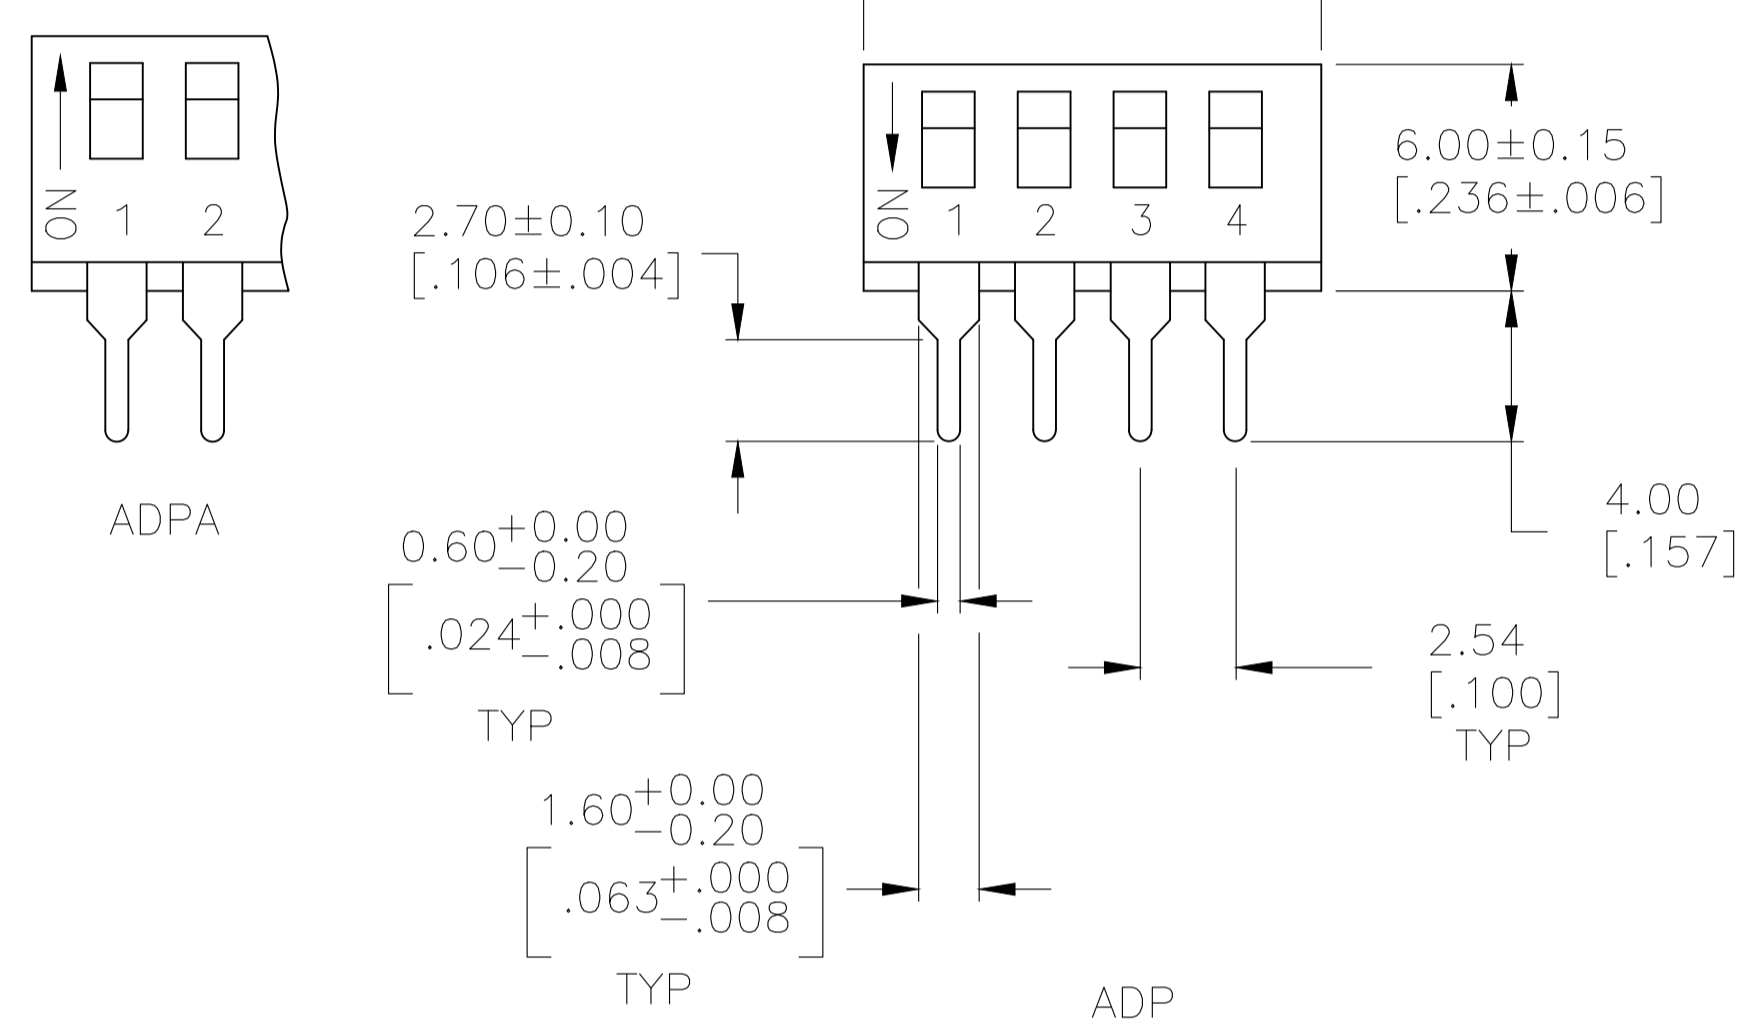 ON
1 2
ADPA
ON
1 2 3 4
6.00±0.15
[.236±.006]
2.70±0.10
[.106±.004]
4.00
[.157]
0.60+0.00
-0.20
[.024+.000
-.008]
TYP
2.54
[.100]
TYP
1.60+0.00
-0.20
[.063+.000
-.008]
TYP
ADP